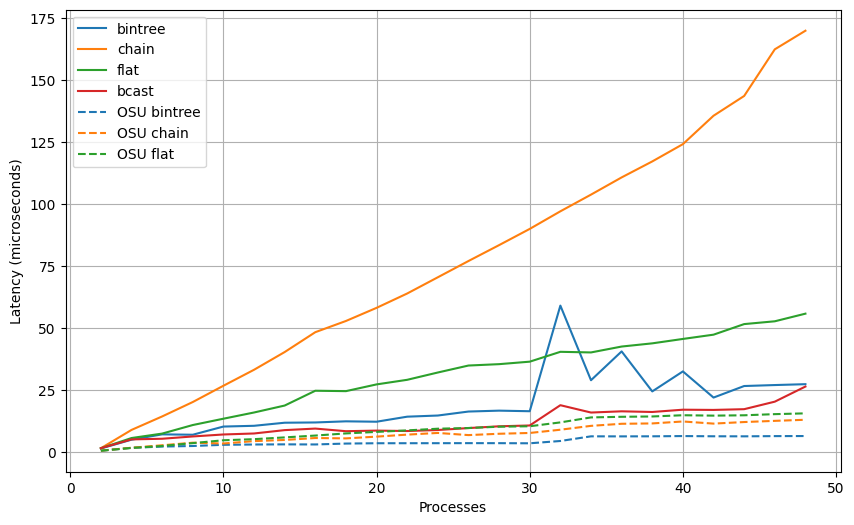 bintree
chain
flat
bcast
OSU bintree
OSU chain
OSU flat
175
150
125
100
75
50
25
0
Latency (microseconds)
0
10
20
30
40
50
Processes